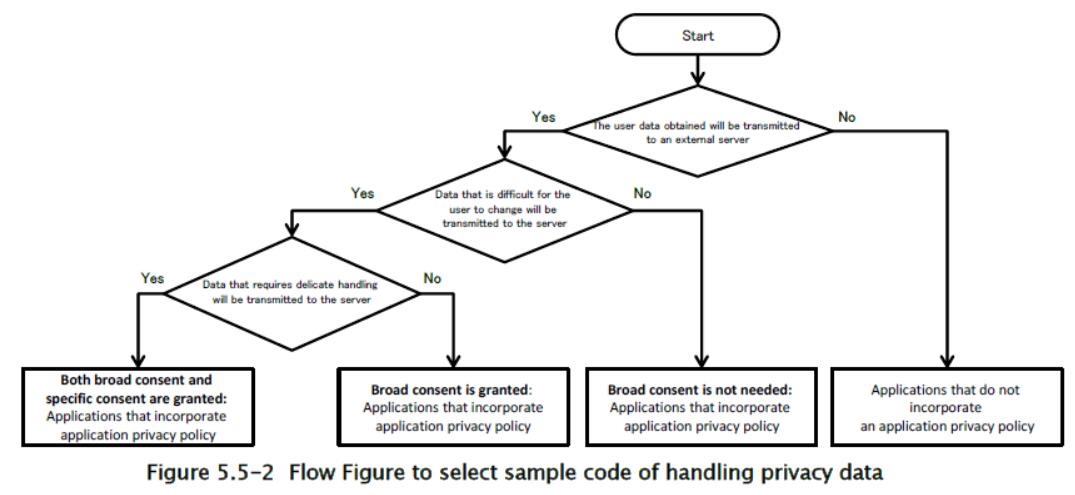 Start
Yes
No
The user data obtained will be transmitted
to an external server
Yes
No
Data that is difficult for the
user to change will be
transmitted to the server
Yes
No
Data that requires delicate handling
will be transmitted to the server
Both broad consent and
specific consent are granted:
Applications that incorporate
application privacy policy
Broad consent is granted:
Applications that incorporate
application privacy policy
Broad consent is not needed:
Applications that incorporate
application privacy policy
Applications that do not
incorporate
an application privacy policy
Figure 5.5-2 Flow Figure to select sample code of handling privacy data